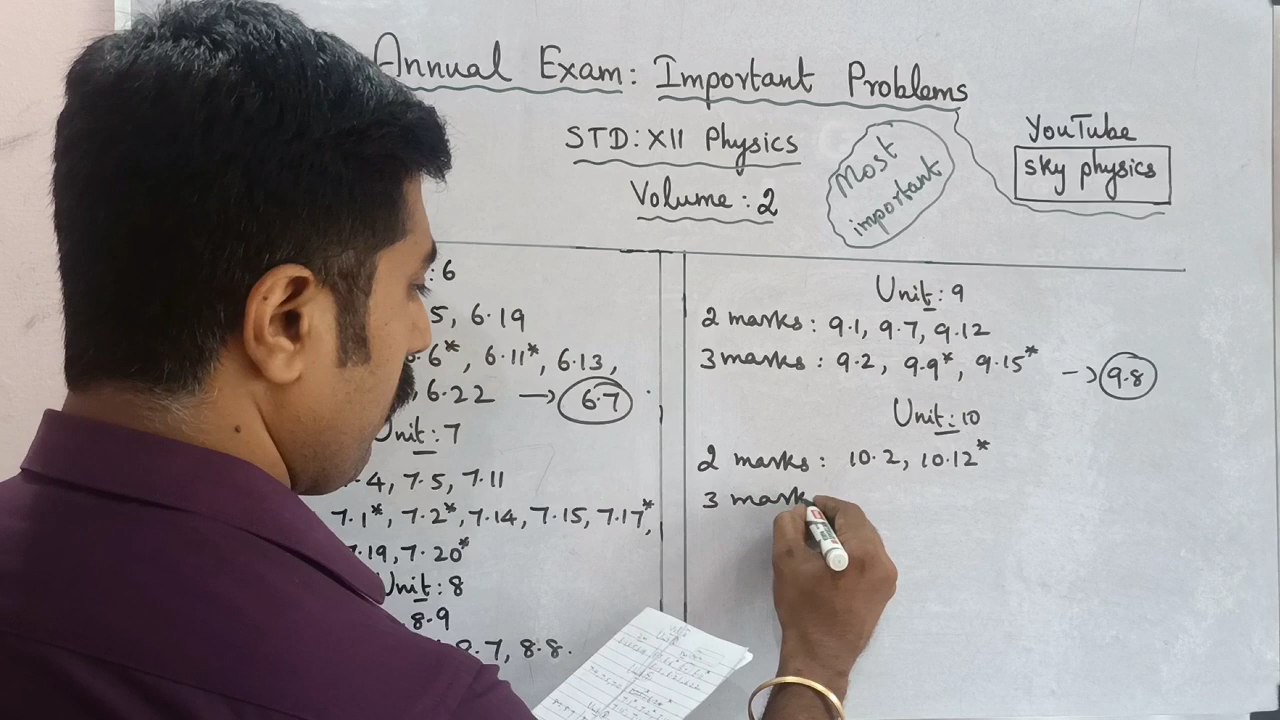 Annual Exam: Important Problems
STD: XII Physics
Volume: 2
Most
important
YouTube
sky physics
: 6
5, 6.19
6.6*, 6.11*, 6.13,
6.22 → 6.7
Unit: 7
4, 7.5, 7.11
7.1*, 7.2*, 7.14, 7.15, 7.17*,
7.19, 7.20*
Unit: 8
8.9
8.7, 8.8.
Unit: 9
2 marks: 9.1, 9.7, 9.12
3 marks: 9.2, 9.9*, 9.15* → 9.8
Unit: 10
2 marks: 10.2, 10.12*
3 mark